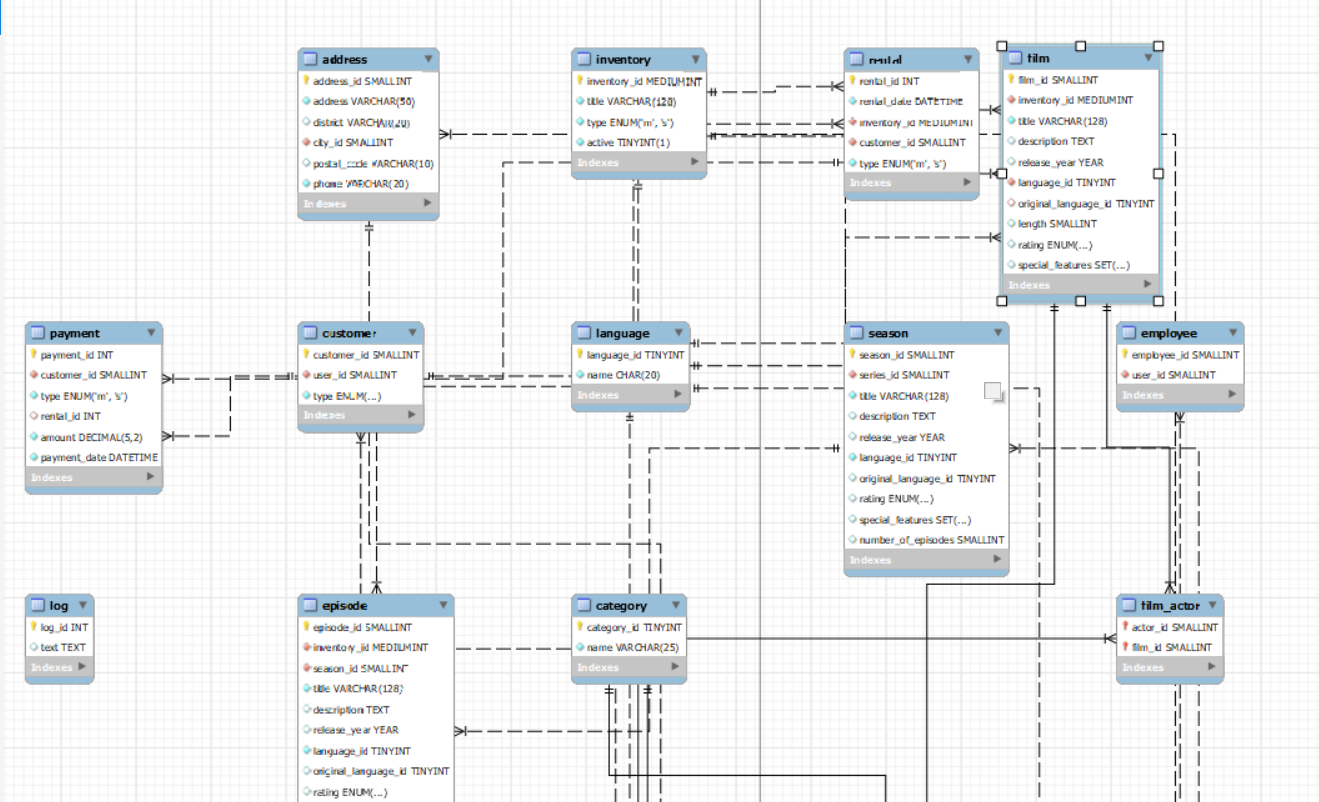 address
address_id SMALLINT
address VARCHAR(50)
district VARCHAR(20)
city_id SMALLINT
postal_code VARCHAR(10)
phone VARCHAR(20)
Indexes
inventory
inventory_id MEDIUMINT
title VARCHAR(128)
type ENUM('m', 's')
active TINYINT(1)
Indexes
rental
rental_id INT
rental_date DATETIME
inventory_id MEDIUMINT
customer_id SMALLINT
type ENUM('m', 's')
Indexes
film
film_id SMALLINT
inventory_id MEDIUMINT
title VARCHAR(128)
description TEXT
release_year YEAR
language_id TINYINT
original_language_id TINYINT
length SMALLINT
rating ENUM(...)
special_features SET(...)
Indexes
payment
payment_id INT
customer_id SMALLINT
type ENUM('m', 's')
rental_id INT
amount DECIMAL(5,2)
payment_date DATETIME
Indexes
customer
customer_id SMALLINT
user_id SMALLINT
type ENUM(...)
Indexes
language
language_id TINYINT
name CHAR(20)
Indexes
season
season_id SMALLINT
series_id SMALLINT
title VARCHAR(128)
description TEXT
release_year YEAR
language_id TINYINT
original_language_id TINYINT
rating ENUM(...)
special_features SET(...)
number_of_episodes SMALLINT
Indexes
employee
employee_id SMALLINT
user_id SMALLINT
Indexes
log
log_id INT
text TEXT
Indexes
episode
episode_id SMALLINT
inventory_id MEDIUMINT
season_id SMALLINT
title VARCHAR(128)
description TEXT
release_year YEAR
language_id TINYINT
original_language_id TINYINT
rating ENUM(...)
category
category_id TINYINT
name VARCHAR(25)
Indexes
film_actor
actor_id SMALLINT
film_id SMALLINT
Indexes